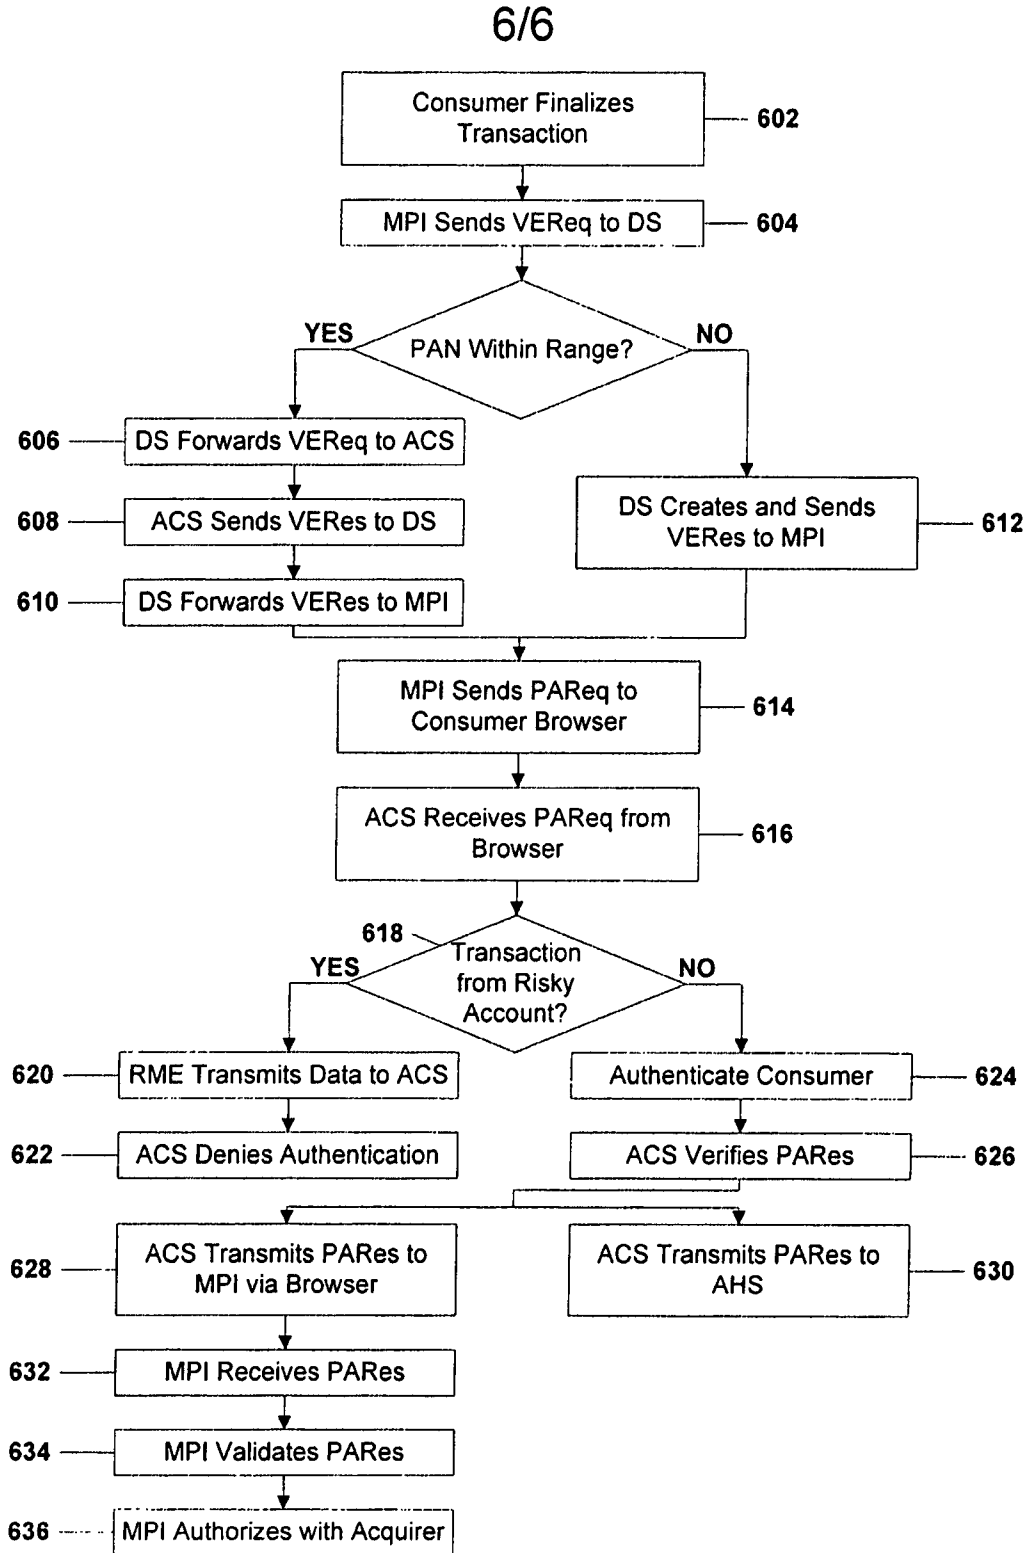 6/6
Consumer Finalizes
Transaction
602
MPI Sends VEReq to DS
604
YES
PAN Within Range?
NO
606
DS Forwards VEReq to ACS
608
ACS Sends VERes to DS
DS Creates and Sends
VERes to MPI
612
610
DS Forwards VERes to MPI
MPI Sends PAReq to
Consumer Browser
614
ACS Receives PAReq from
Browser
616
618
YES
Transaction
from Risky
Account?
NO
620
RME Transmits Data to ACS
Authenticate Consumer
624
622
ACS Denies Authentication
ACS Verifies PARes
626
628
ACS Transmits PARes to
MPI via Browser
ACS Transmits PARes to
AHS
630
632
MPI Receives PARes
634
MPI Validates PARes
636
MPI Authorizes with Acquirer